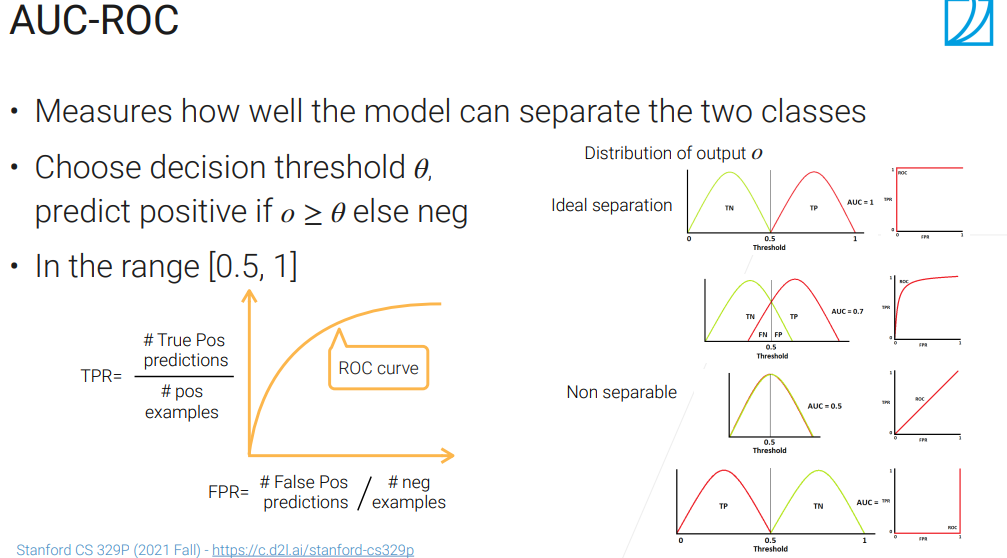 AUC-ROC
• Measures how well the model can separate the two classes
• Choose decision threshold θ,
predict positive if o ≥ θ else neg
• In the range [0.5, 1]
TPR=
# True Pos
predictions
# pos
examples
ROC curve
FPR=
# False Pos
predictions
/
# neg
examples
Distribution of output o
Ideal separation
TN
TP
AUC = 1
0
0.5
1
Threshold
1
ROC
TPR
0
0
FPR
1
TN
TP
FN
FP
AUC = 0.7
0.5
Threshold
1
ROC
TPR
0
0
FPR
1
Non separable
AUC = 0.5
0.5
Threshold
1
ROC
TPR
0
0
FPR
1
TP
TN
AUC =
0
0.5
1
Threshold
1
TPR
ROC
0
0
FPR
1
Stanford CS 329P (2021 Fall) - https://c.d2l.ai/stanford-cs329p